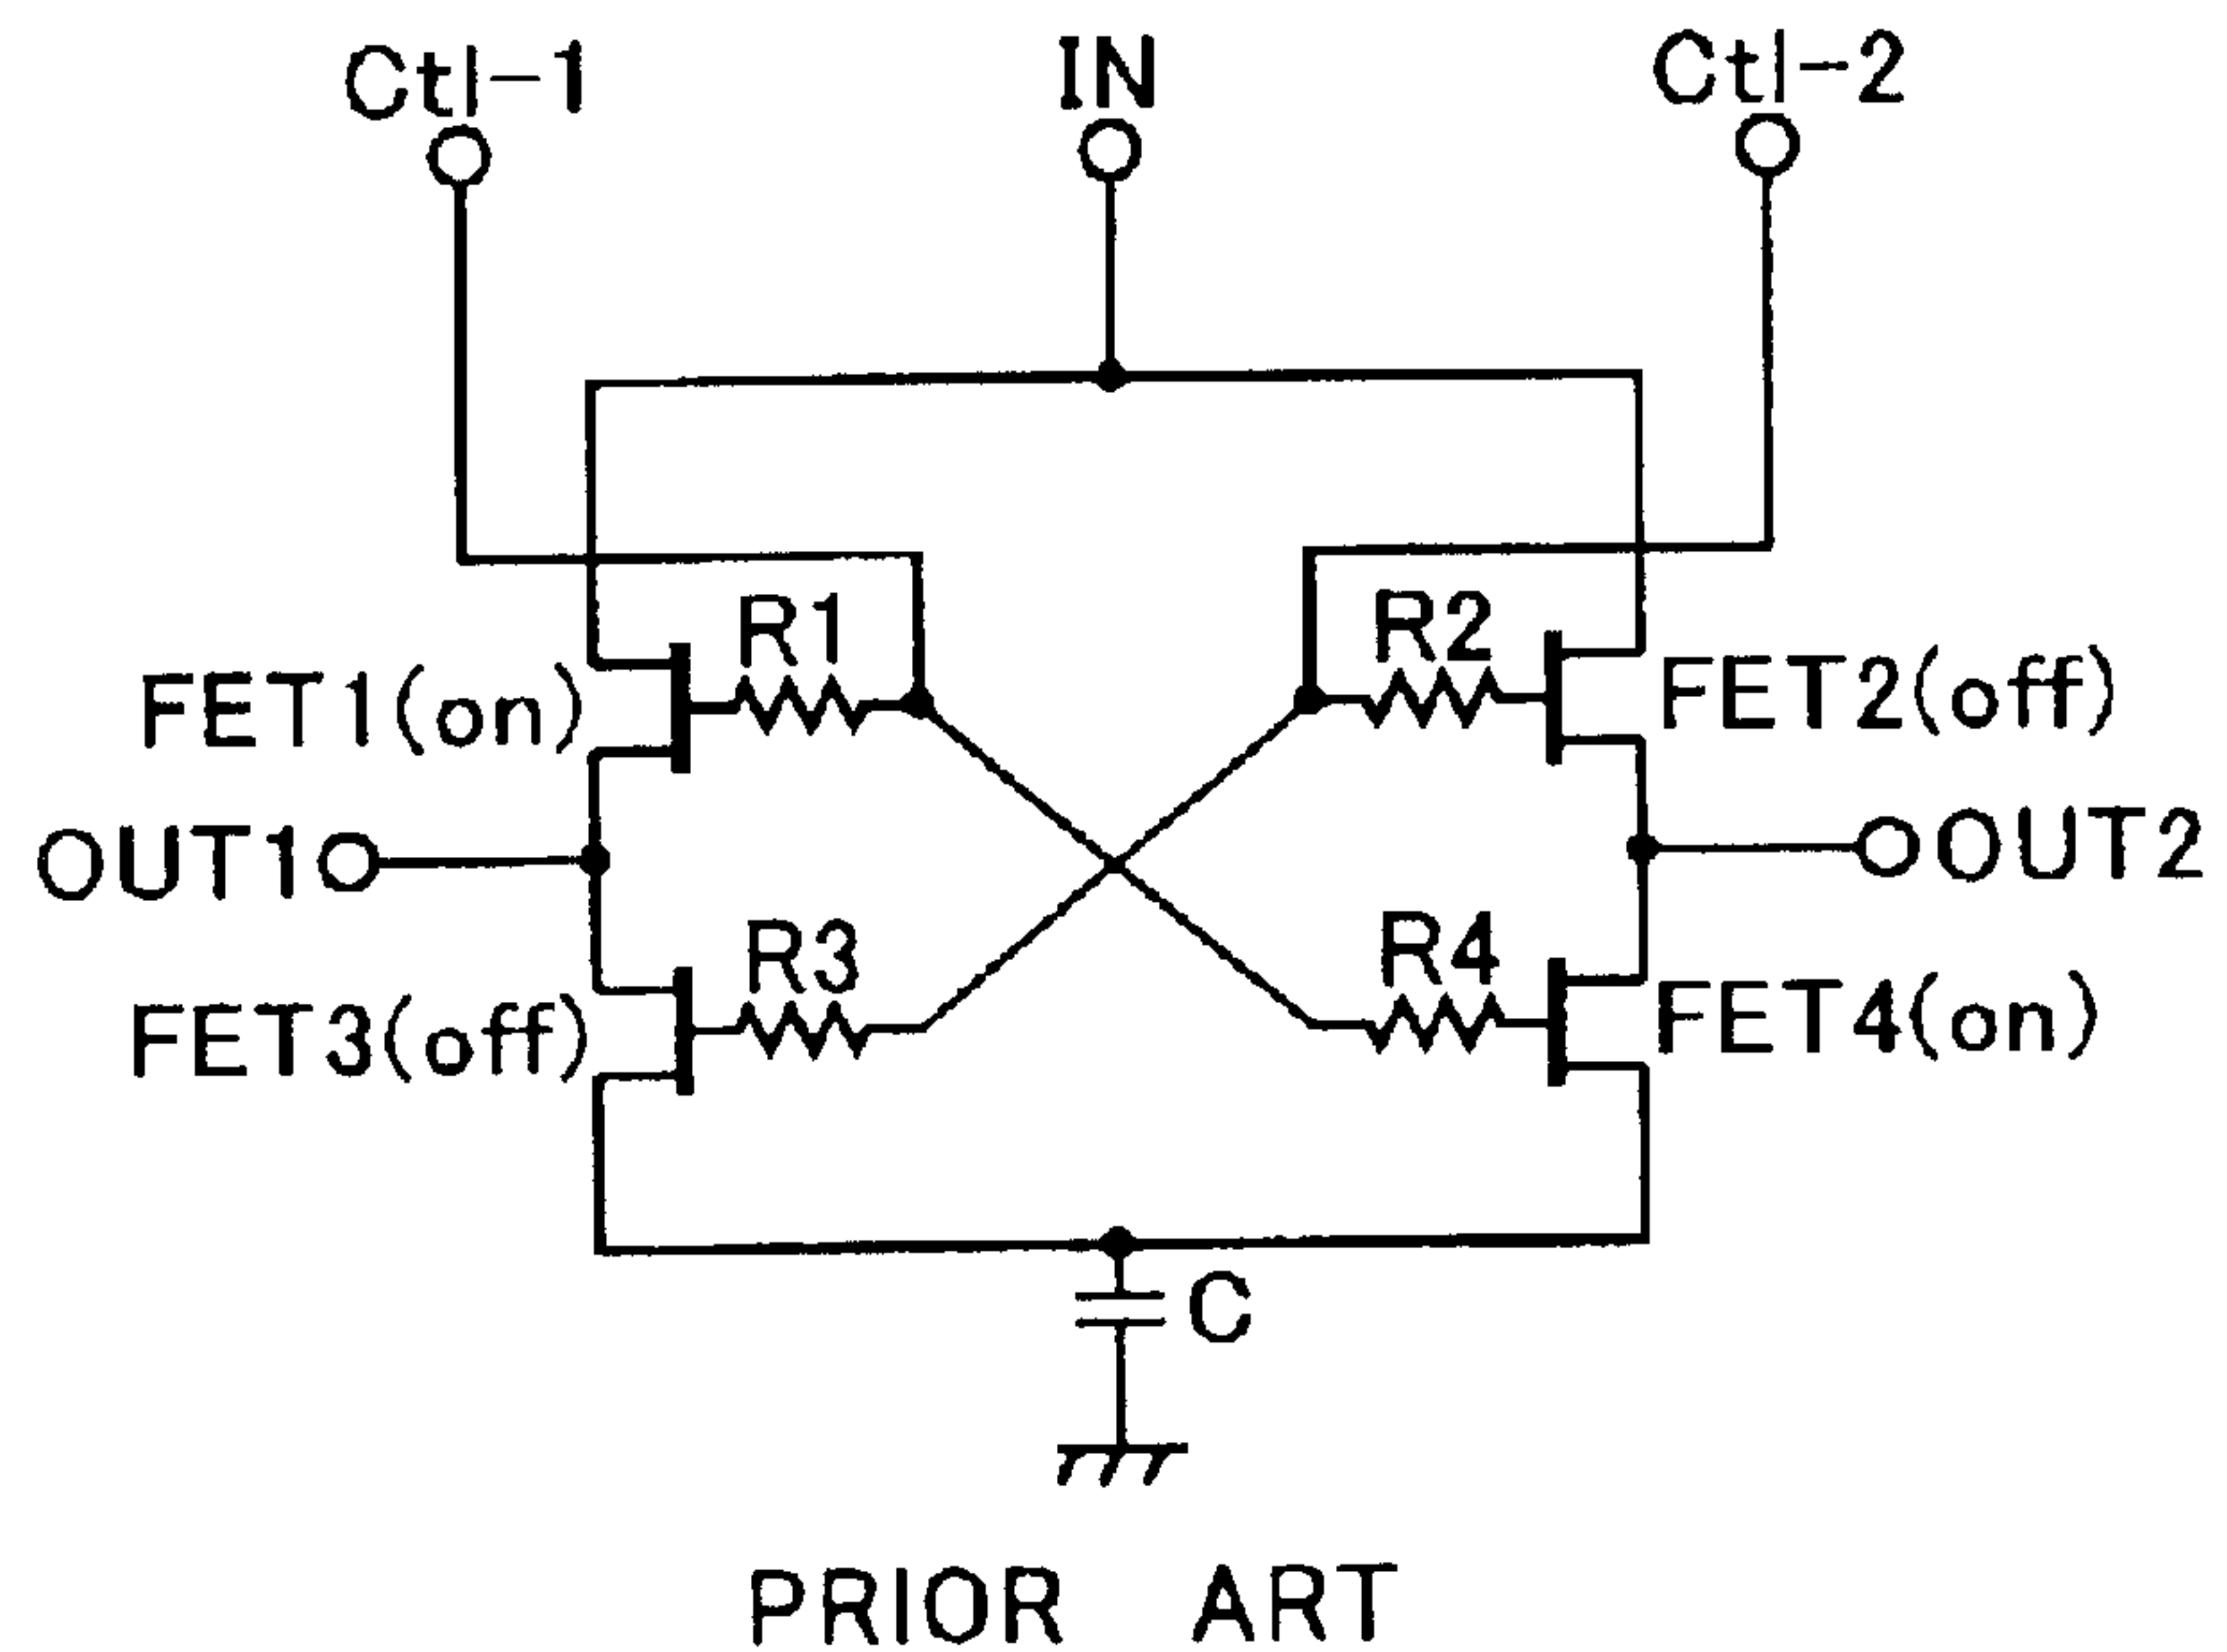 Ctl-1 IN Ctl-2
R1 R2
FET1(on) FET2(off)
OUT1 OUT2
R3 R4
FET3(off) FET4(on)
C
PRIOR ART